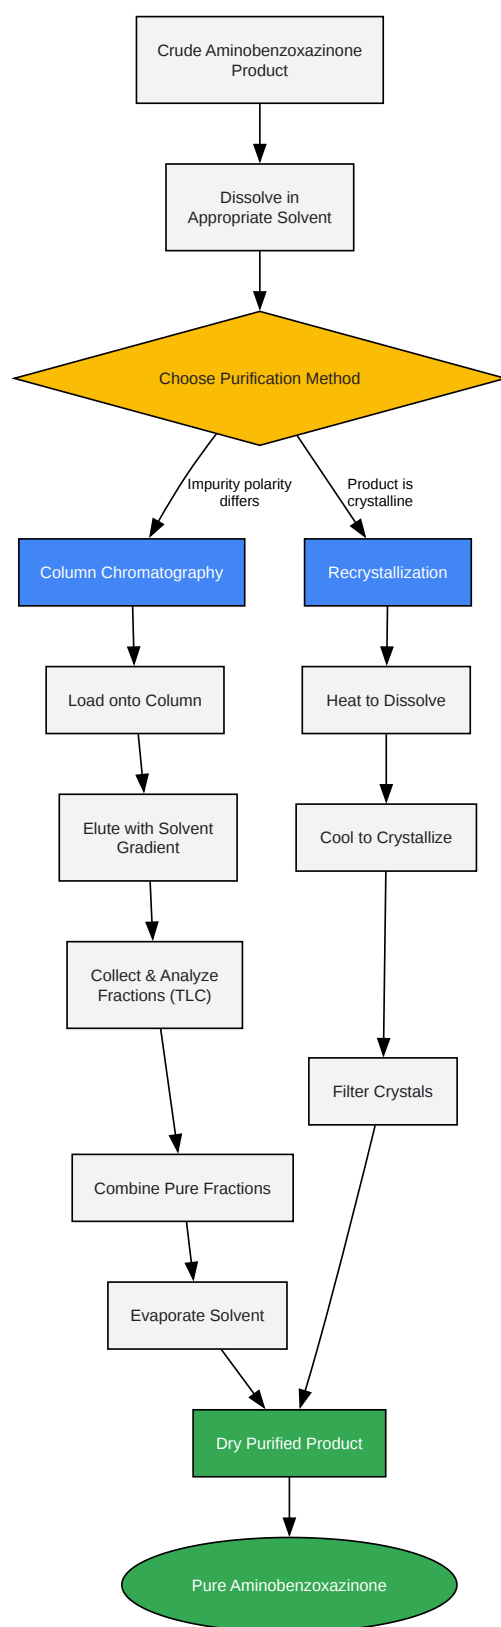 Crude Aminobenzoxazinone
Product
Dissolve in
Appropriate Solvent
Choose Purification Method
Impurity polarity
differs
Product is
crystalline
Column Chromatography
Recrystallization
Load onto Column
Heat to Dissolve
Elute with Solvent
Gradient
Cool to Crystallize
Collect & Analyze
Fractions (TLC)
Filter Crystals
Combine Pure Fractions
Evaporate Solvent
Dry Purified Product
Pure Aminobenzoxazinone